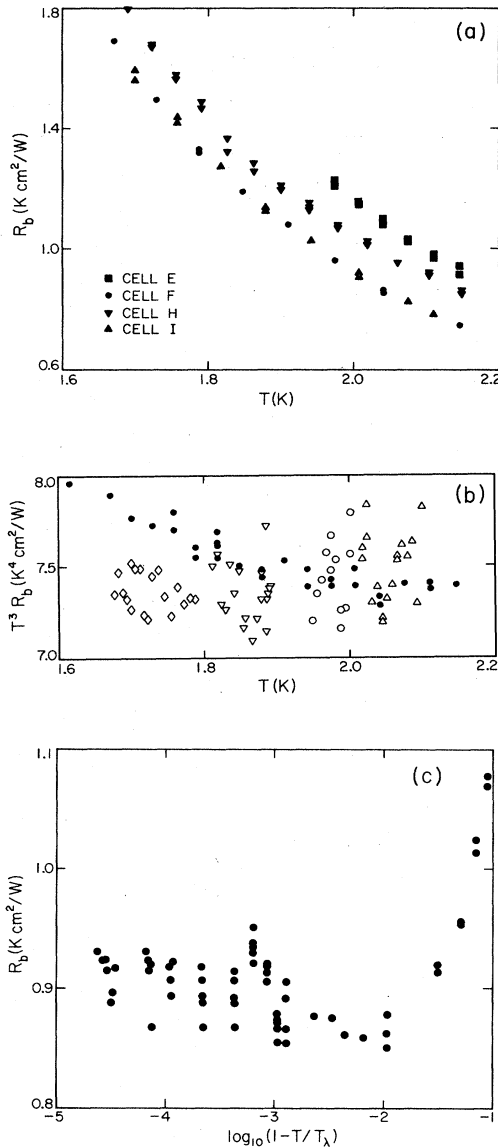 1.8
(a)
1.4
1.0
0.6
R_b (K cm²/W)
■ CELL E
● CELL F
▼ CELL H
▲ CELL I
1.6 1.8 2.0 2.2
T(K)
8.0
(b)
7.5
7.0
T³ R_b (K⁴ cm²/W)
1.6 1.8 2.0 2.2
T(K)
1.1
(c)
1.0
0.9
0.8
R_b (K cm²/W)
-5 -4 -3 -2 -1
log₁₀(1-T/T_λ)